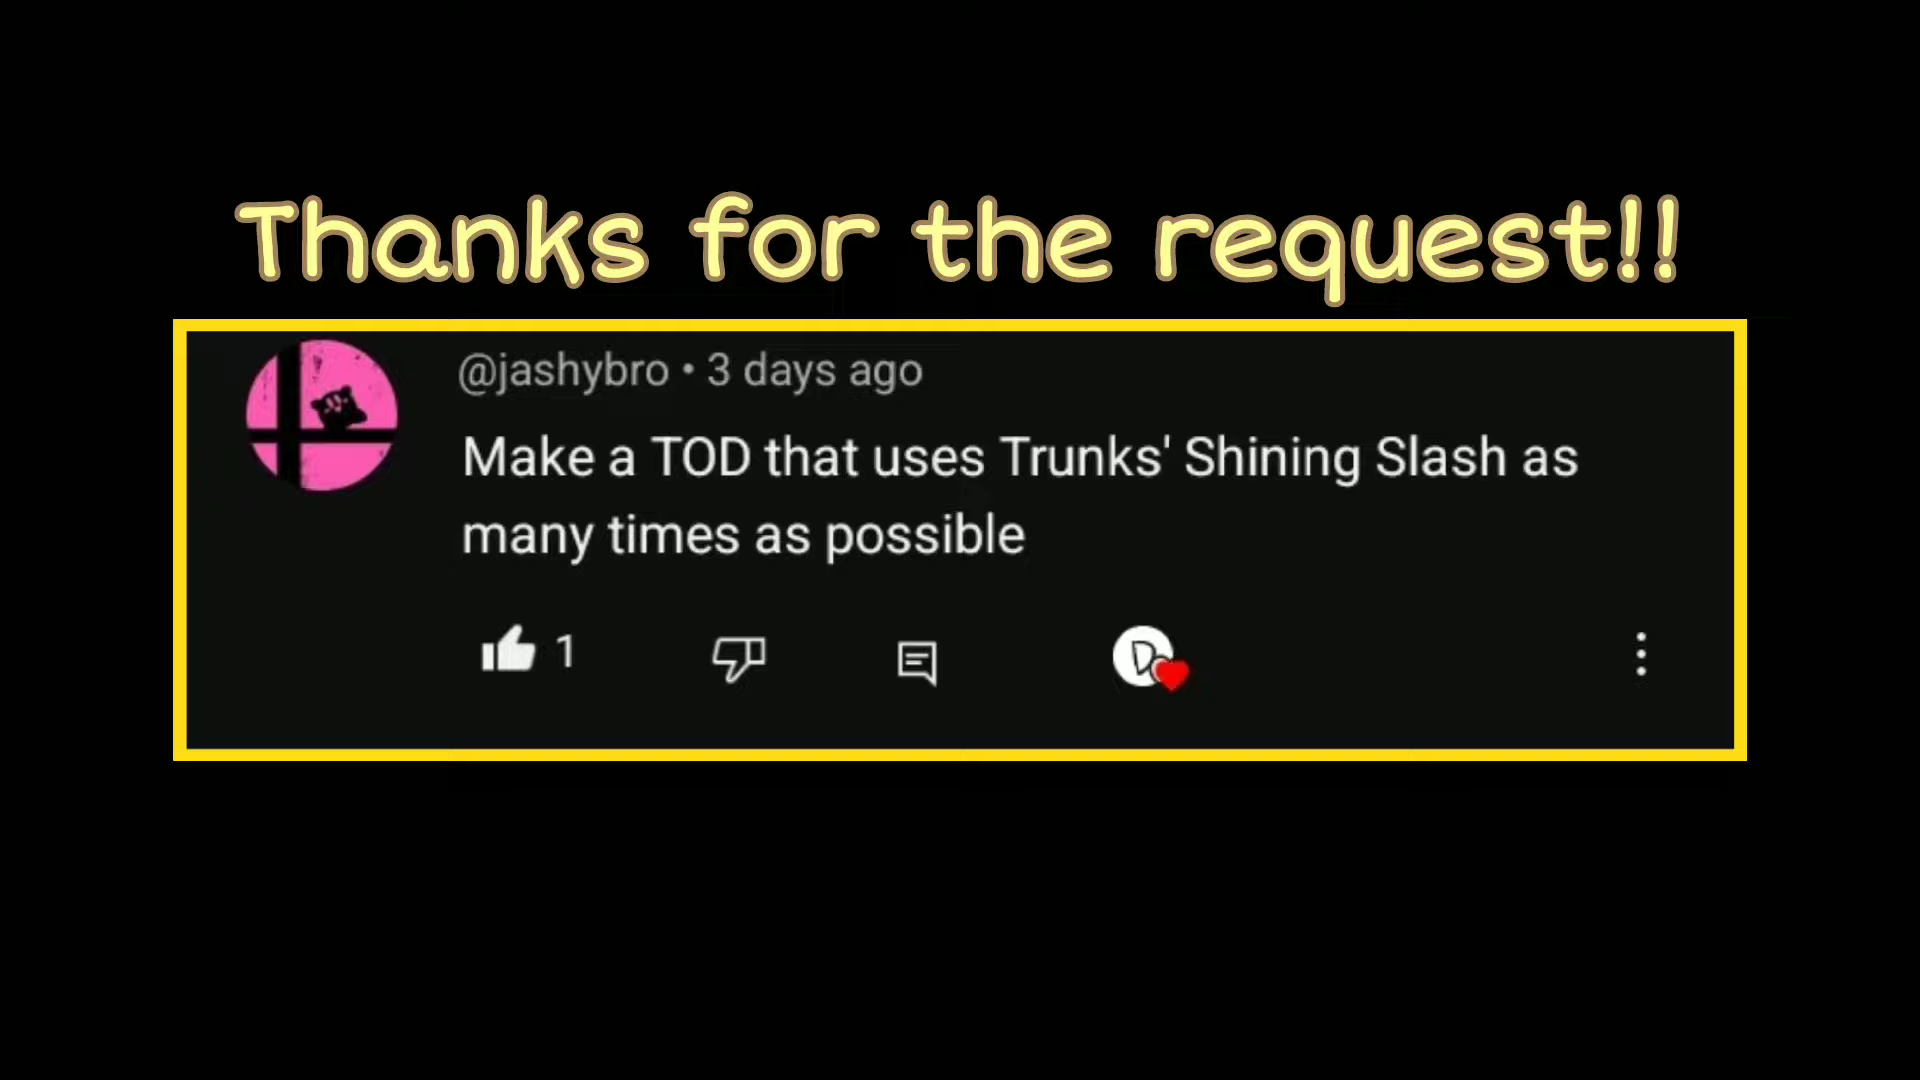 Thanks for the request!!
@jashybro • 3 days ago
Make a TOD that uses Trunks' Shining Slash as
many times as possible
1
D